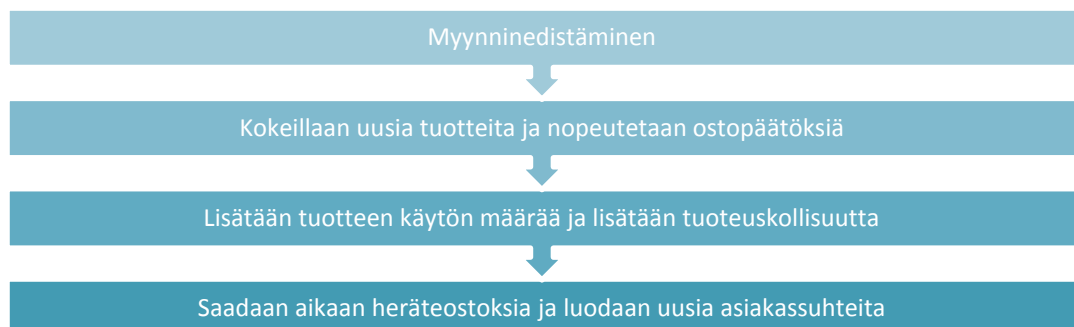 Myynninedistäminen
Kokeillaan uusia tuotteita ja nopeutetaan ostopäätöksiä
Lisätään tuotteen käytön määrää ja lisätään tuoteuskollisuutta
Saadaan aikaan heräteostoksia ja luodaan uusia asiakassuhteita